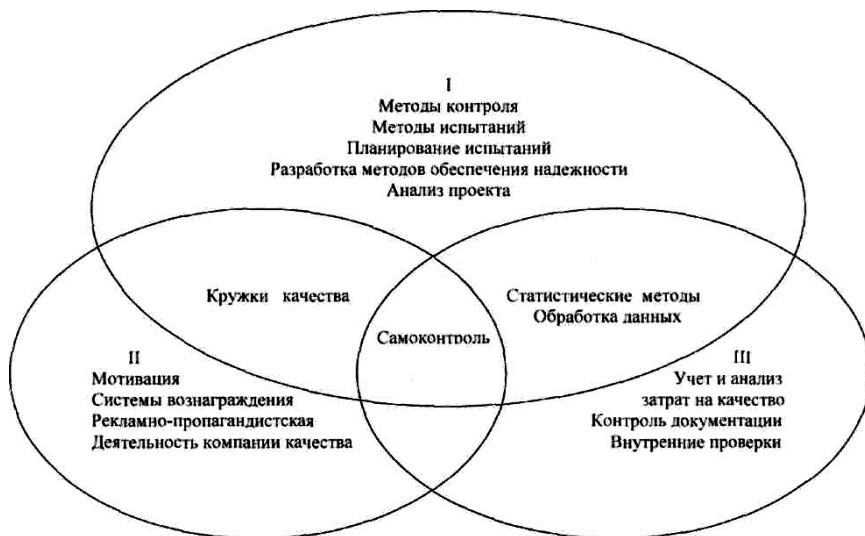 I
Методы контроля
Методы испытаний
Планирование испытаний
Разработка методов обеспечения надежности
Анализ проекта
Кружки качества
Статистические методы
Обработка данных
Самоконтроль
II
Мотивация
Системы вознаграждения
Рекламно-пропагандистская
Деятельность компании качества
III
Учет и анализ
затрат на качество
Контроль документации
Внутренние проверки